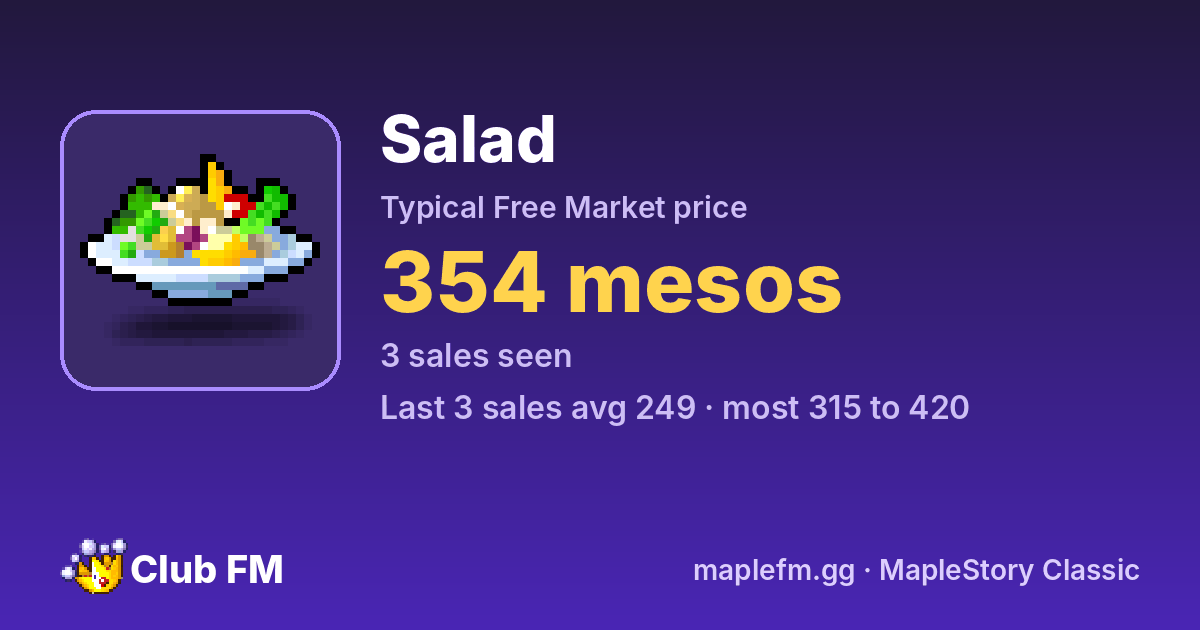 Salad
Typical Free Market price
354 mesos
3 sales seen
Last 3 sales avg 249 · most 315 to 420
Club FM
maplefm.gg · MapleStory Classic